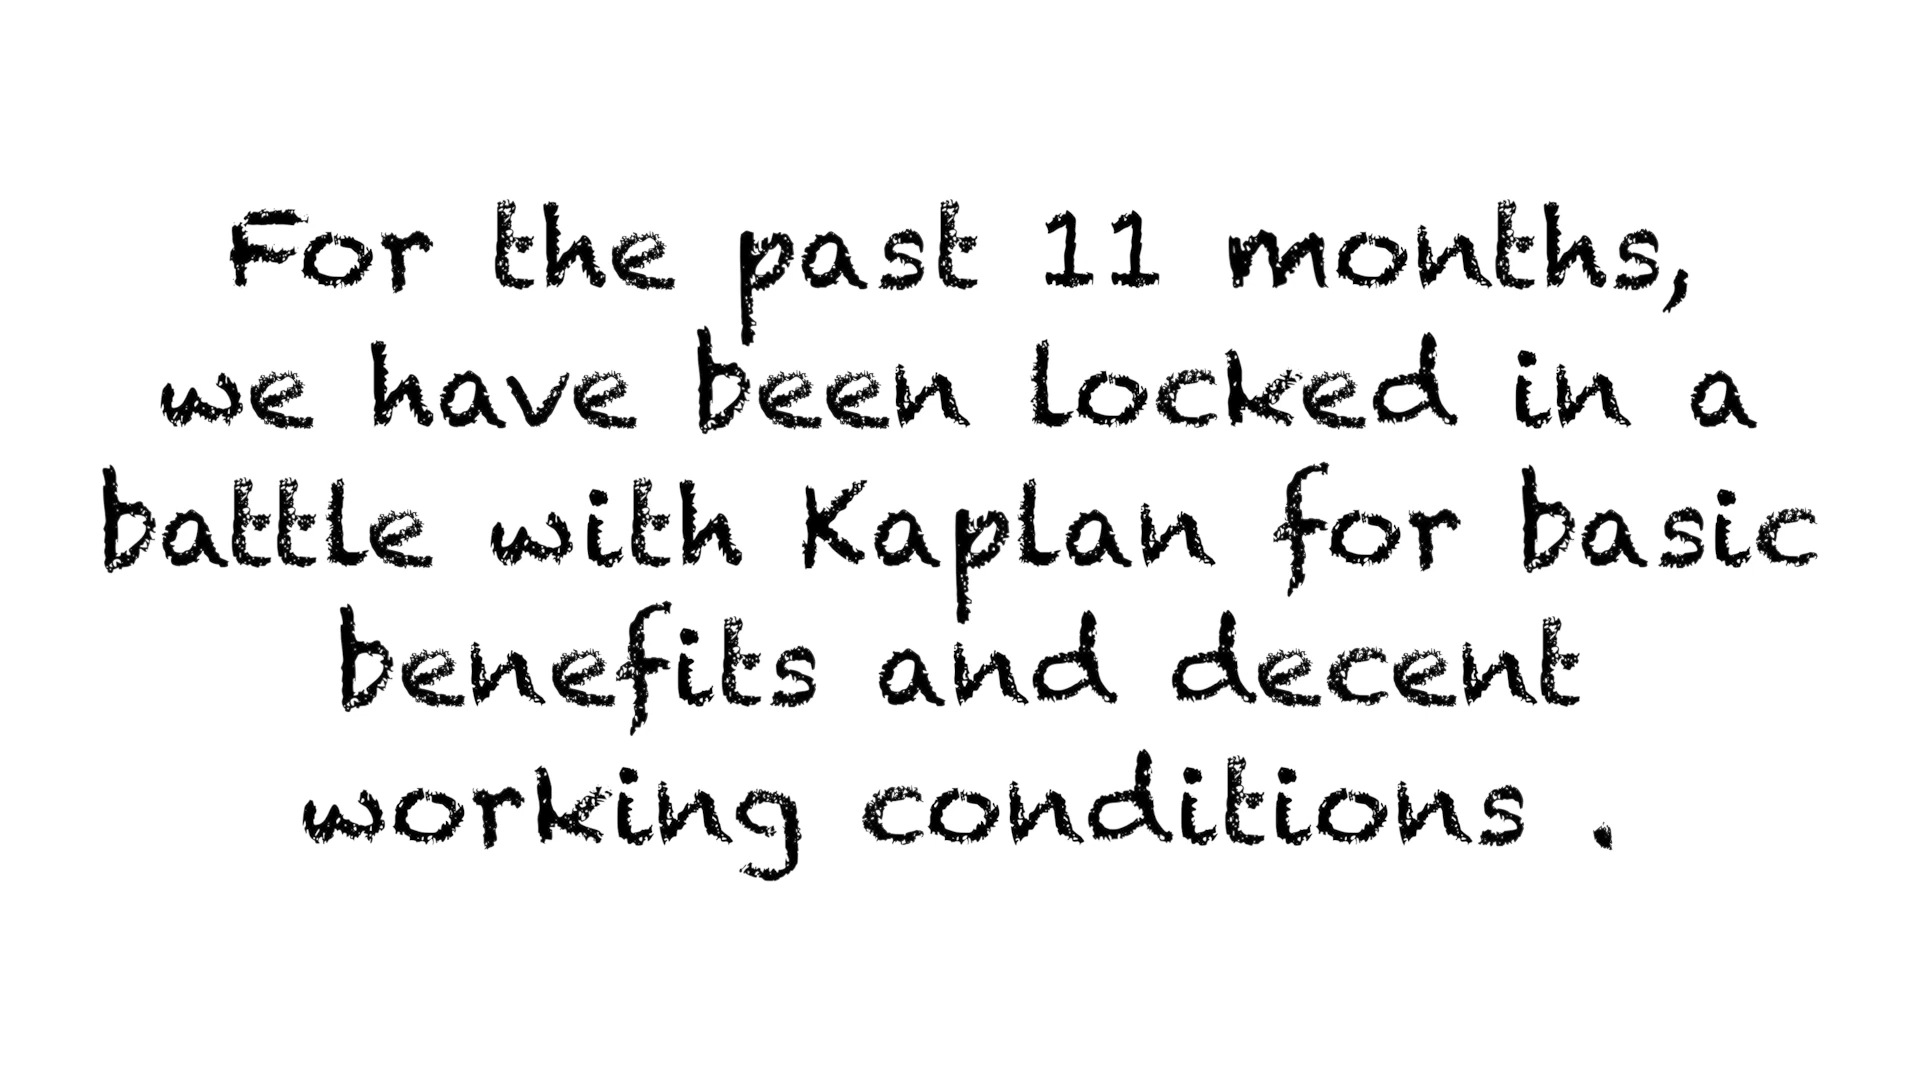 For the past 11 months,
we have been locked in a
battle with Kaplan for basic
benefits and decent
working conditions .